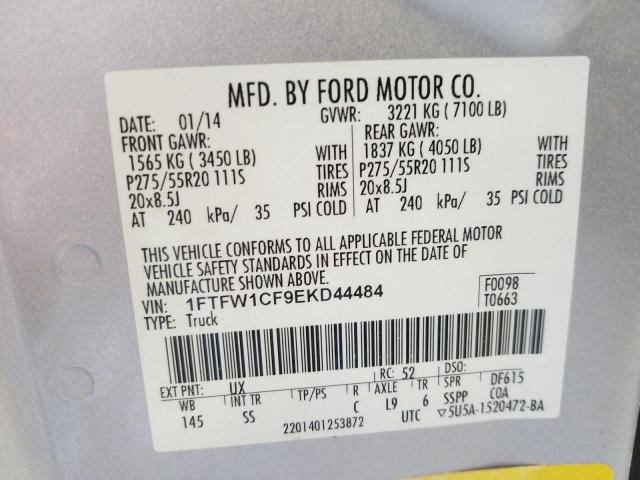 MFD. BY FORD MOTOR CO.
DATE: 01/14 GVWR: 3221 KG ( 7100 LB)
FRONT GAWR: REAR GAWR:
1565 KG ( 3450 LB) WITH 1837 KG ( 4050 LB) WITH
P275/55R20 111S TIRES P275/55R20 111S TIRES
20x8.5J RIMS 20x8.5J RIMS
AT 240 kPa/ 35 PSI COLD AT 240 kPa/ 35 PSI COLD
THIS VEHICLE CONFORMS TO ALL APPLICABLE FEDERAL MOTOR
VEHICLE SAFETY STANDARDS IN EFFECT ON THE DATE OF
MANUFACTURE SHOWN ABOVE.
VIN: 1FTFW1CF9EKD44484 F0098
TYPE: Truck T0663
EXT PNT: UX RC: 52 DSO:
WB INT TR TP/PS R AXLE TR SPR DF615
145 SS C L9 6 SSPP COA
2201401253872 UTC ▽5U5A-1520472-BA